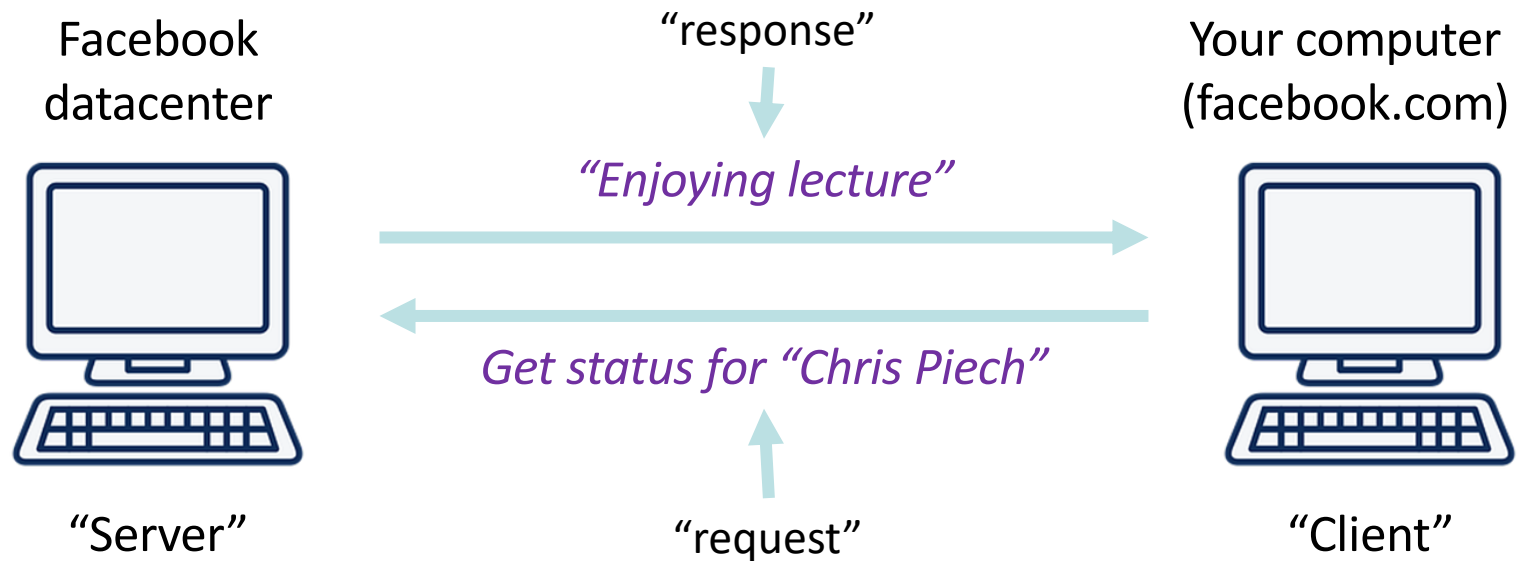 Facebook
datacenter
“response”
Your computer
(facebook.com)
“Enjoying lecture”
Get status for “Chris Piech”
“Server”
“request”
“Client”